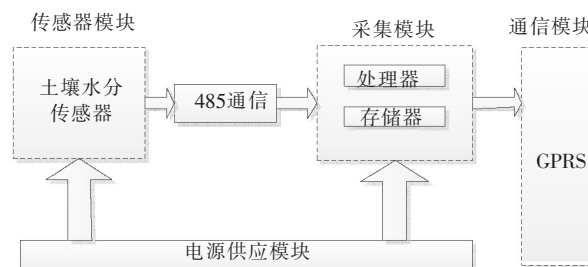 传感器模块
采集模块
通信模块
土壤水分
传感器
485通信
处理器
存储器
GPRS
电源供应模块